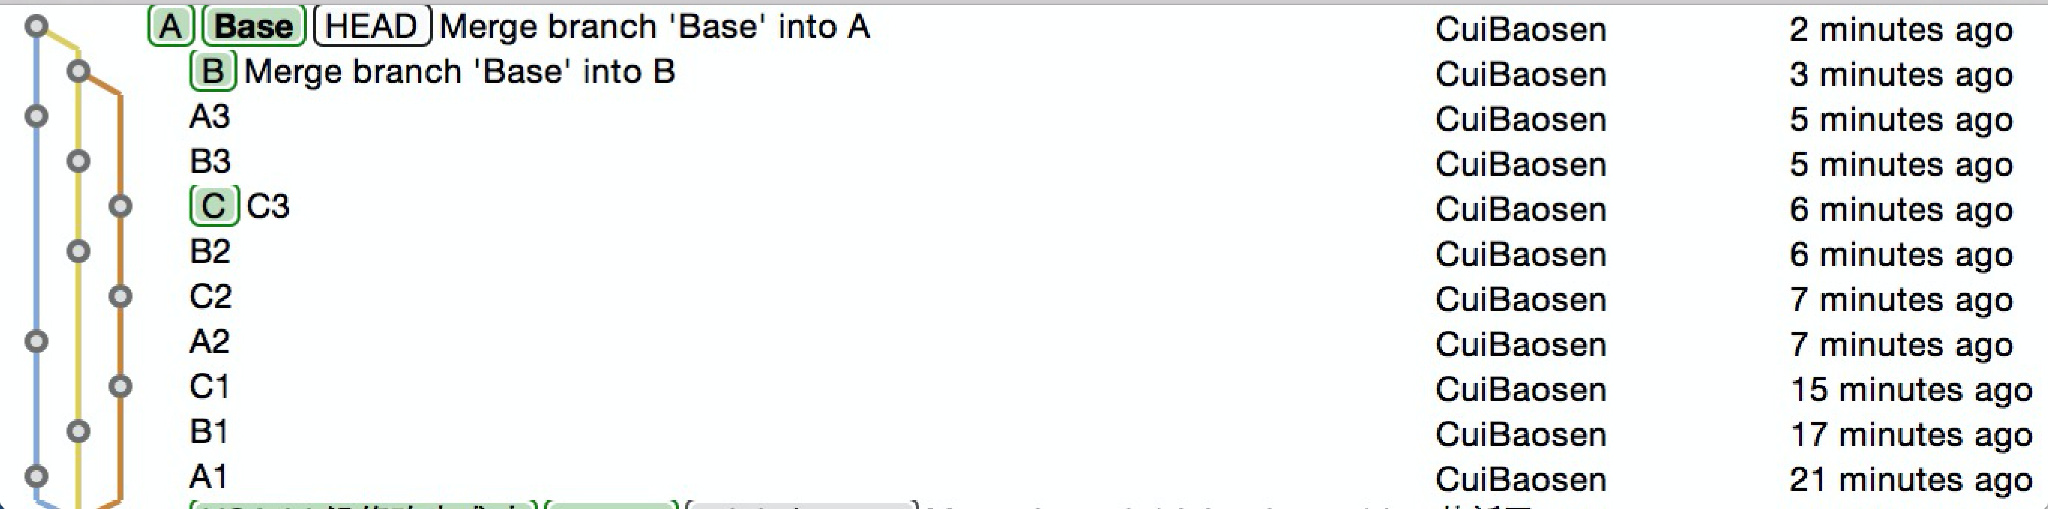 A Base HEAD Merge branch 'Base' into A CuiBaosen 2 minutes ago
B Merge branch 'Base' into B CuiBaosen 3 minutes ago
A3 CuiBaosen 5 minutes ago
B3 CuiBaosen 5 minutes ago
C C3 CuiBaosen 6 minutes ago
B2 CuiBaosen 6 minutes ago
C2 CuiBaosen 7 minutes ago
A2 CuiBaosen 7 minutes ago
C1 CuiBaosen 15 minutes ago
B1 CuiBaosen 17 minutes ago
A1 CuiBaosen 21 minutes ago